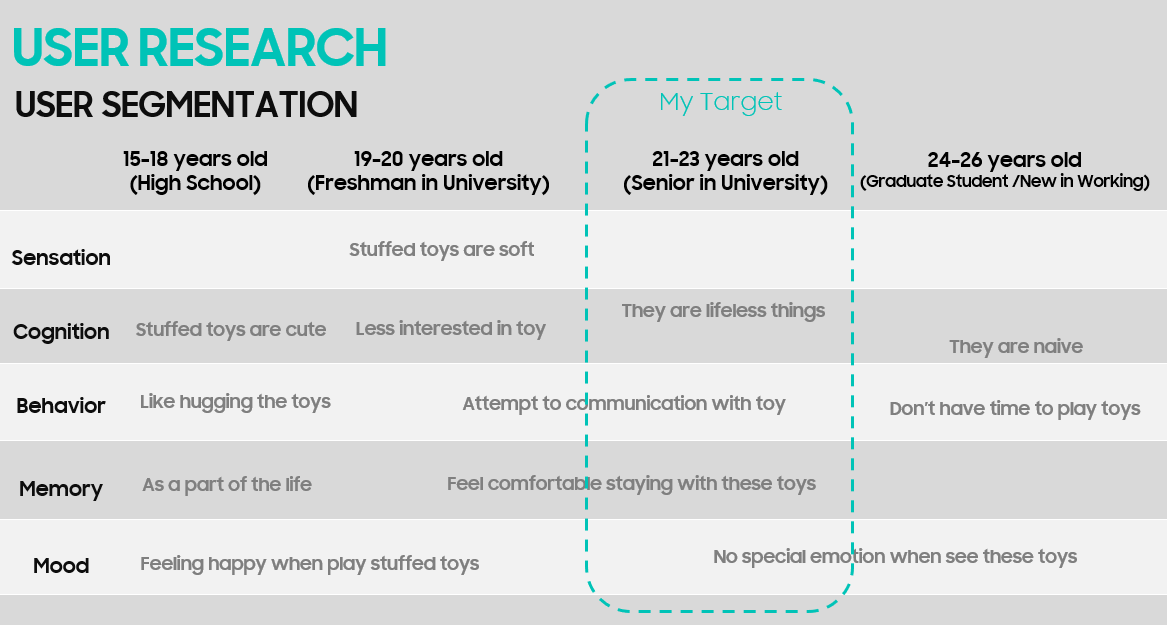 USER RESEARCH
USER SEGMENTATION
My Target
15-18 years old
(High School)
19-20 years old
(Freshman in University)
21-23 years old
(Senior in University)
24-26 years old
(Graduate Student /New in Working)
Sensation
Stuffed toys are soft
Cognition
Stuffed toys are cute
Less interested in toy
They are lifeless things
They are naive
Behavior
Like hugging the toys
Attempt to communication with toy
Don't have time to play toys
Memory
As a part of the life
Feel comfortable staying with these toys
Mood
Feeling happy when play stuffed toys
No special emotion when see these toys